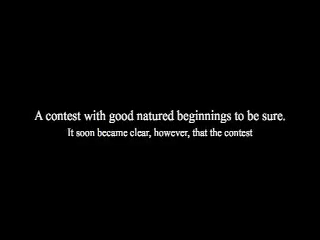 A contest with good natured beginnings to be sure.
It soon became clear, however, that the contest